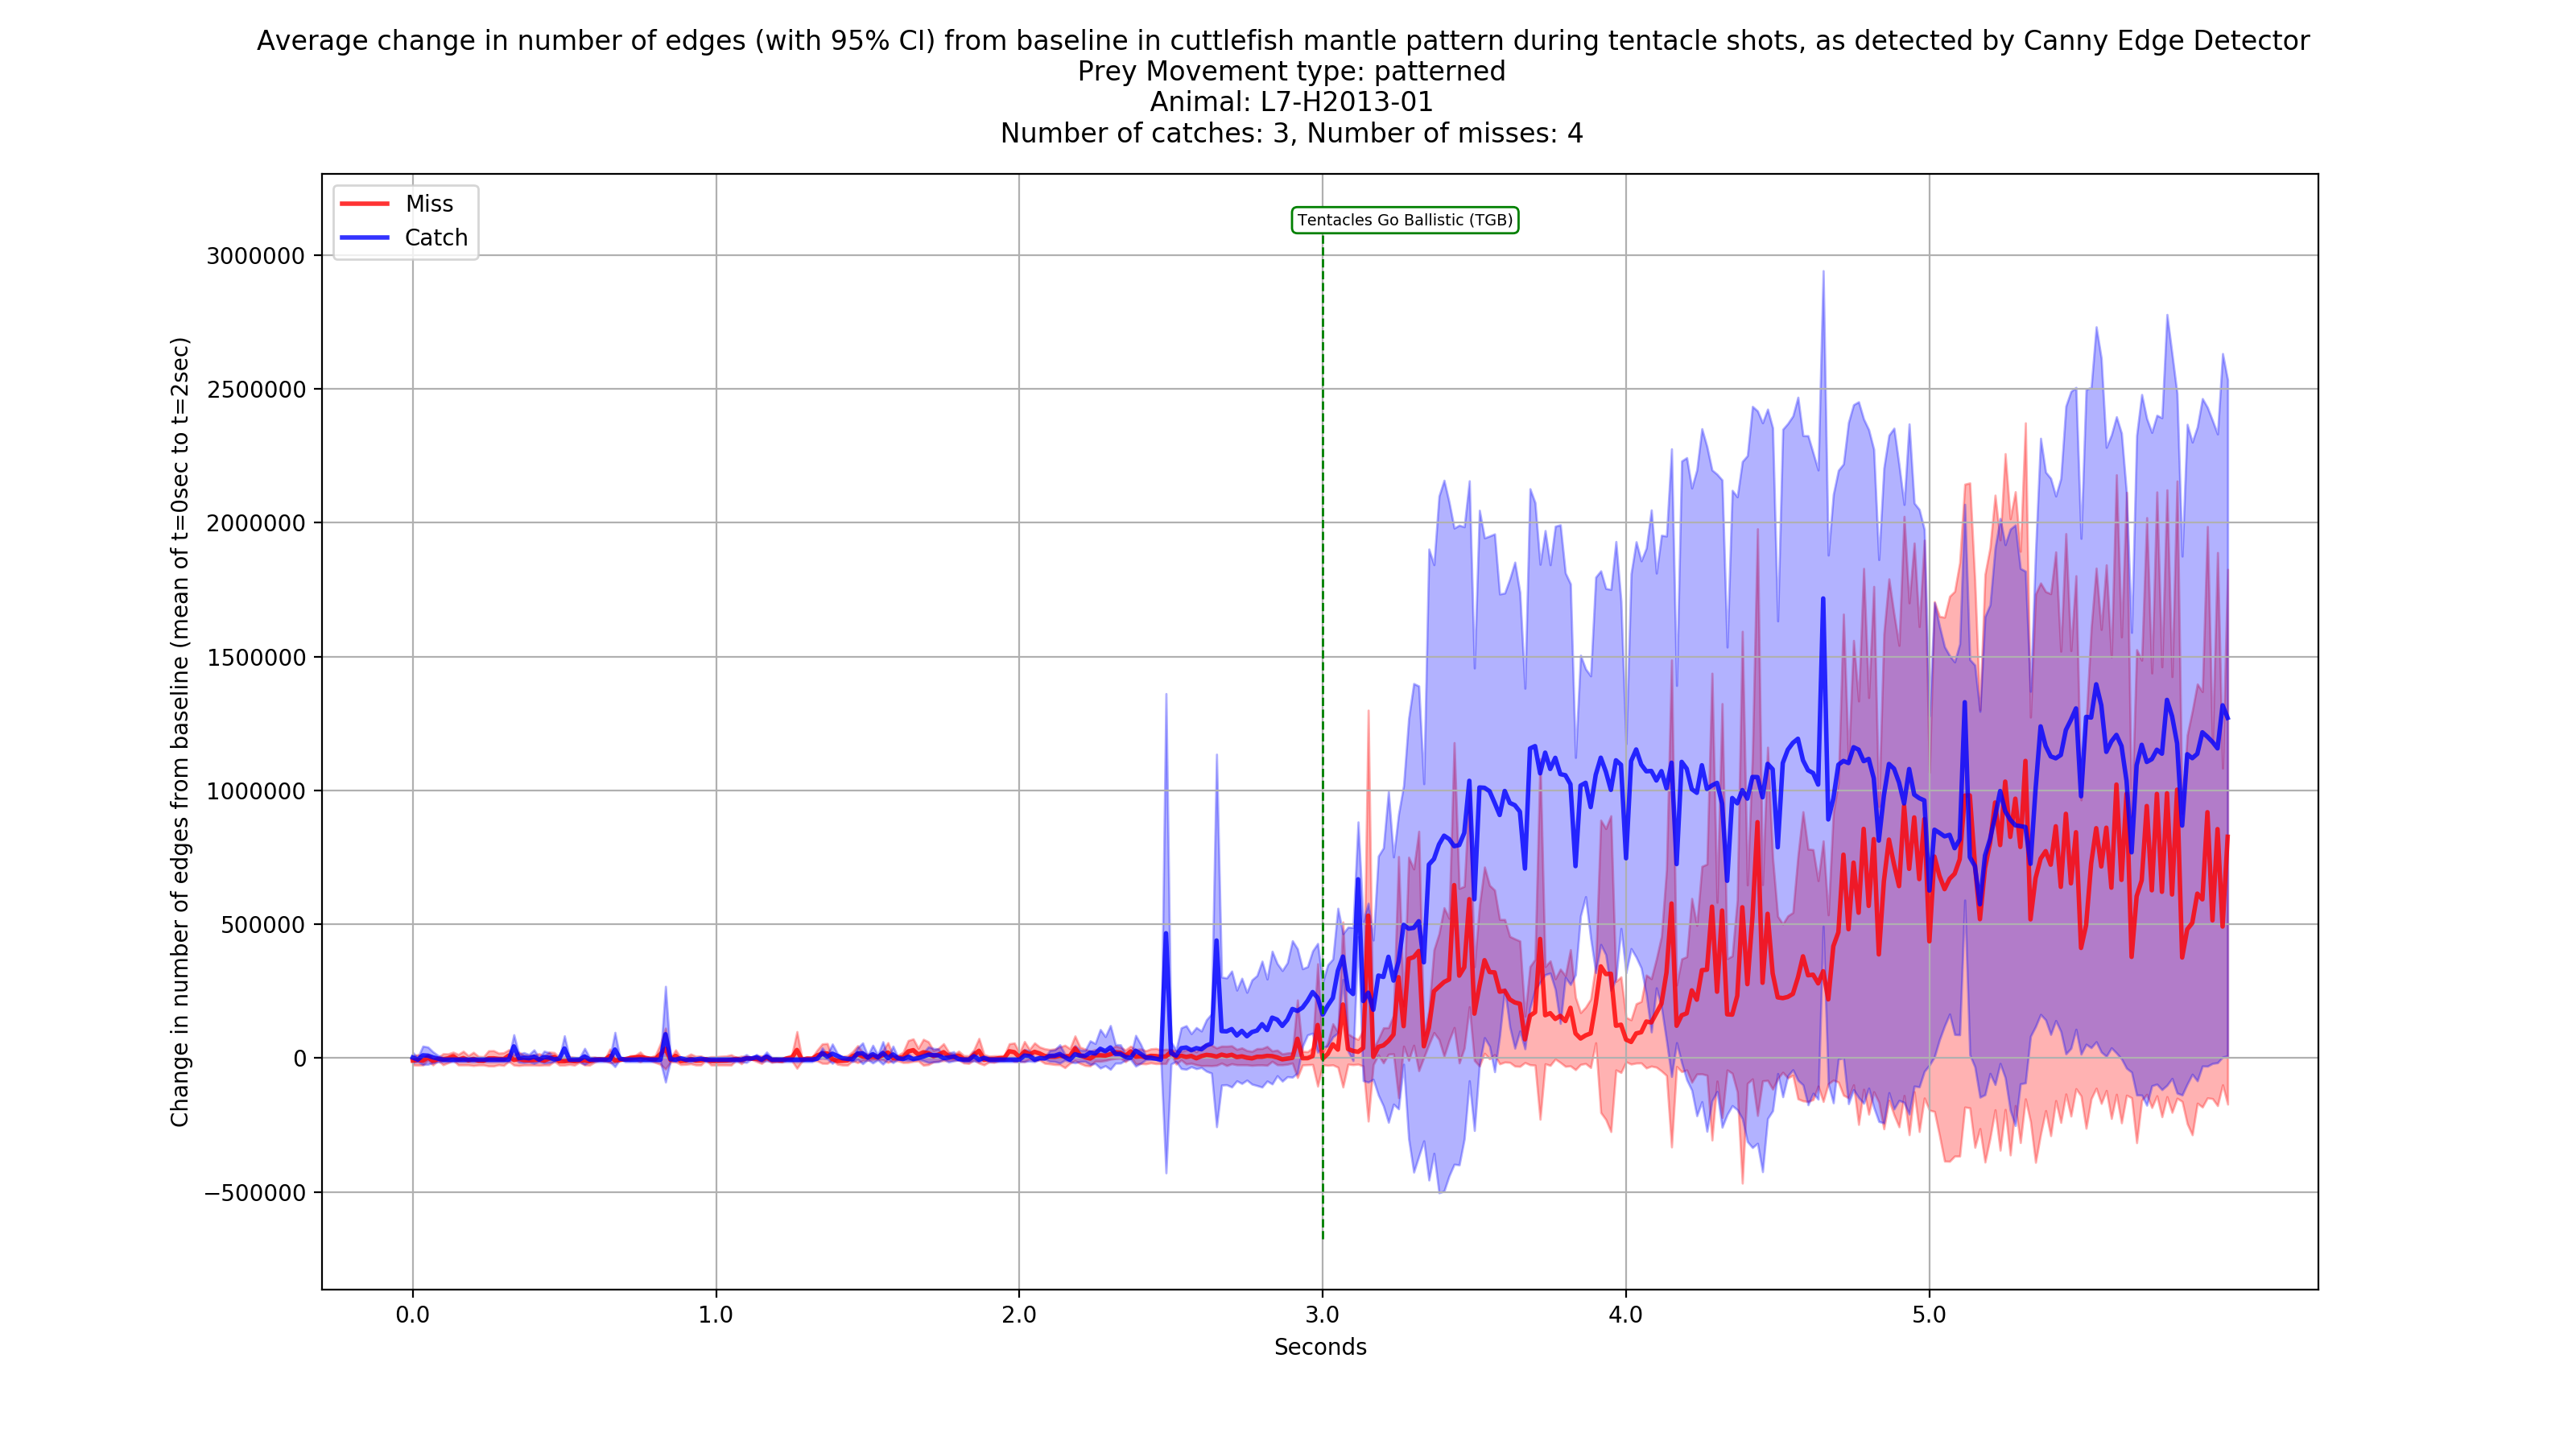 Average change in number of edges (with 95% CI) from baseline in cuttlefish mantle pattern during tentacle shots, as detected by Canny Edge Detector
Prey Movement type: patterned
Animal: L7-H2013-01
Number of catches: 3, Number of misses: 4
Miss
Catch
Tentacles Go Ballistic (TGB)
3000000
2500000
2000000
1500000
1000000
500000
0
−500000
Change in number of edges from baseline (mean of t=0sec to t=2sec)
0.0 1.0 2.0 3.0 4.0 5.0
Seconds